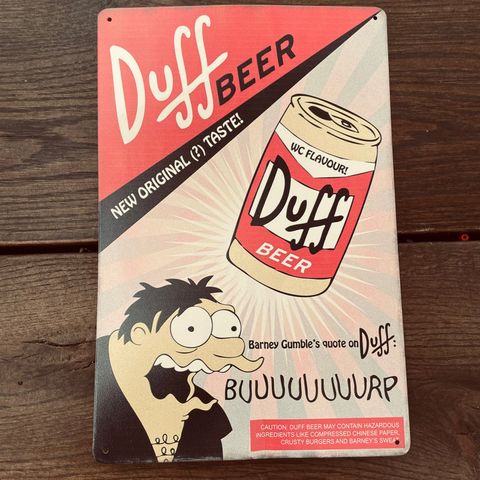 Duff BEER
NEW ORIGINAL (?) TASTE!
WC FLAVOUR!
Duff
BEER
Barney Gumble's quote on Duff:
BUUUUUUUURP
CAUTION, DUFF BEER MAY CONTAIN HAZARDOUS
INGREDIENTS LIKE COMPRESSED CHINESE PAPER,
CRUSTY BURGERS AND BARNEY'S